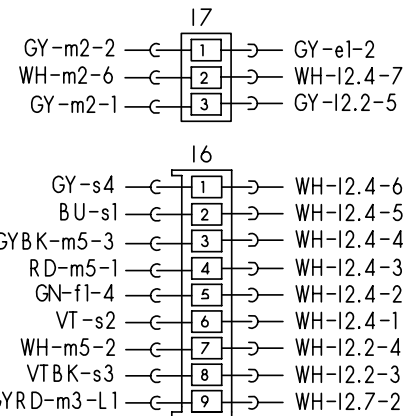 I7
GY-m2-2 1 GY-e1-2
WH-m2-6 2 WH-I2.4-7
GY-m2-1 3 GY-I2.2-5
I6
GY-s4 1 WH-I2.4-6
BU-s1 2 WH-I2.4-5
GYBK-m5-3 3 WH-I2.4-4
RD-m5-1 4 WH-I2.4-3
GN-f1-4 5 WH-I2.4-2
VT-s2 6 WH-I2.4-1
WH-m5-2 7 WH-I2.2-4
VTBK-s3 8 WH-I2.2-3
GYRD-m3-L1 9 WH-I2.7-2